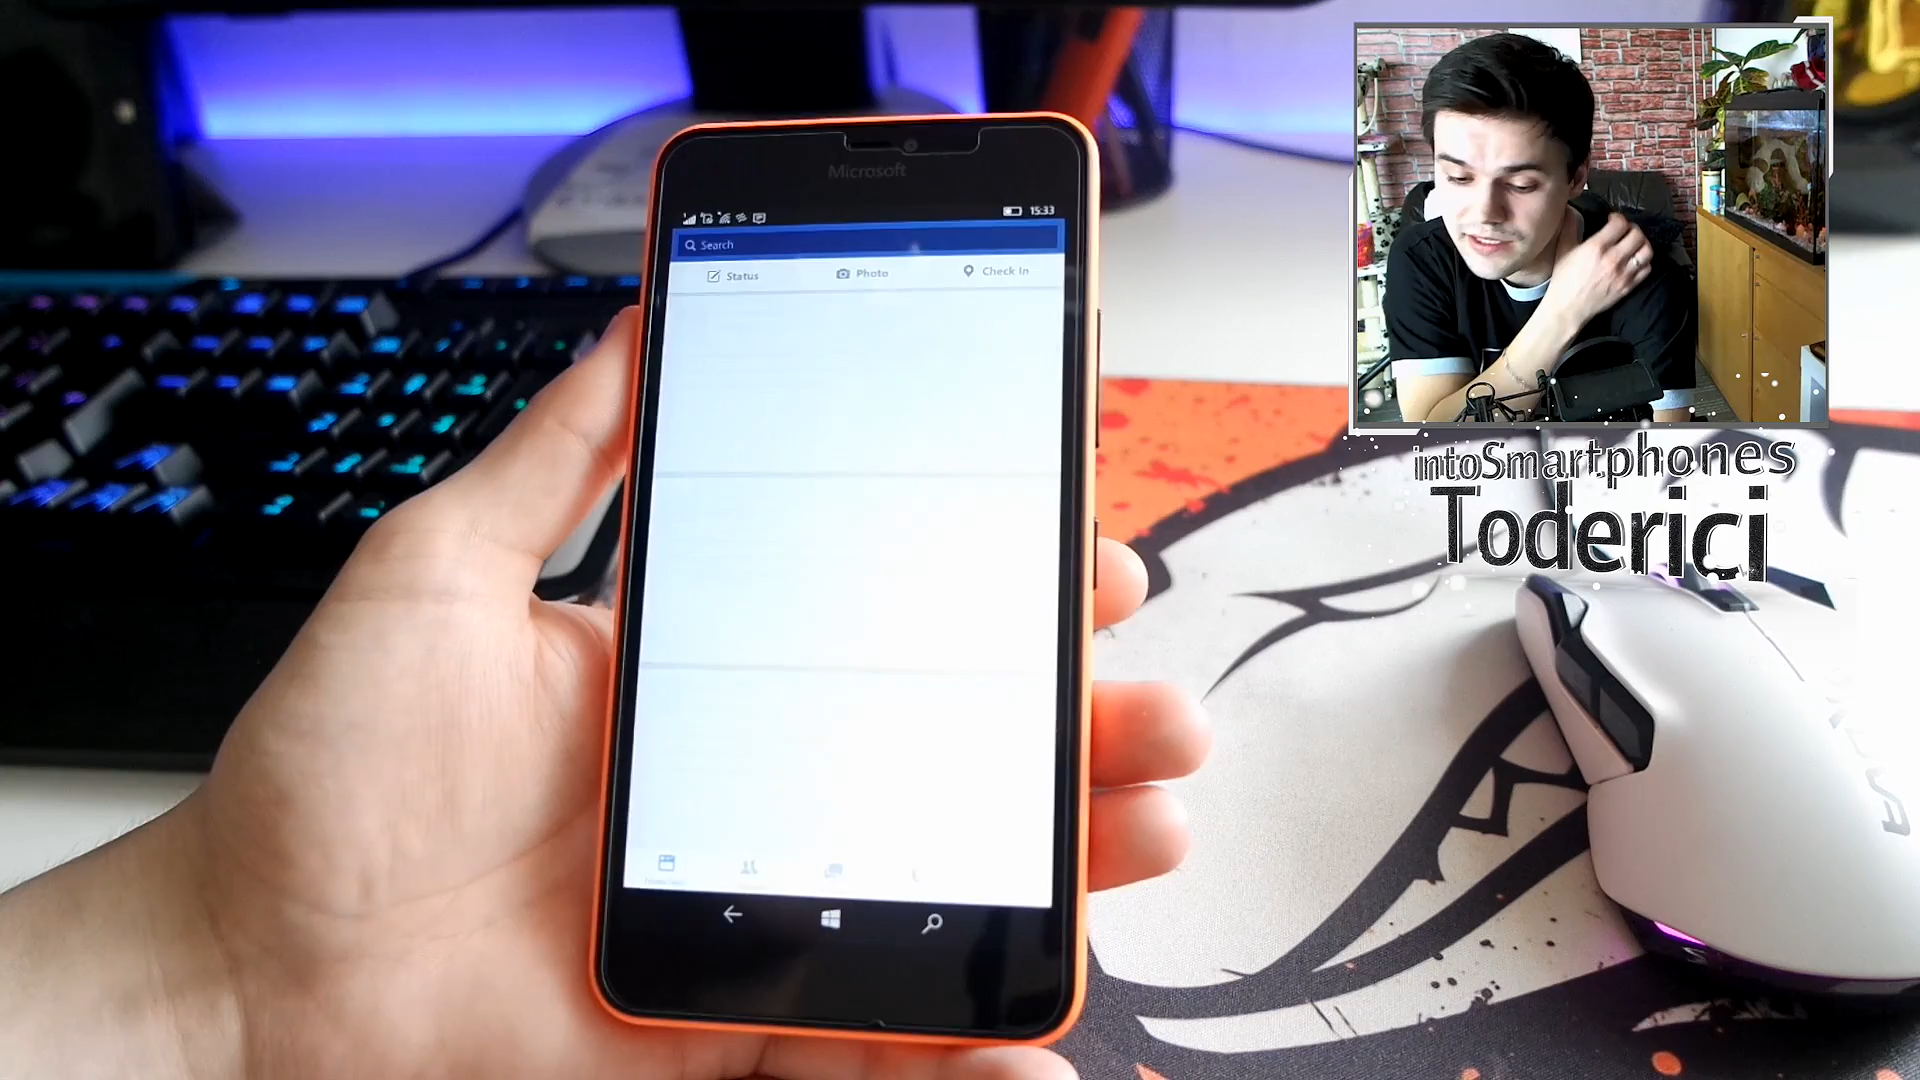 Microsoft
15:33
Search
Status
Photo
Check In
intoSmartphones
Toderici